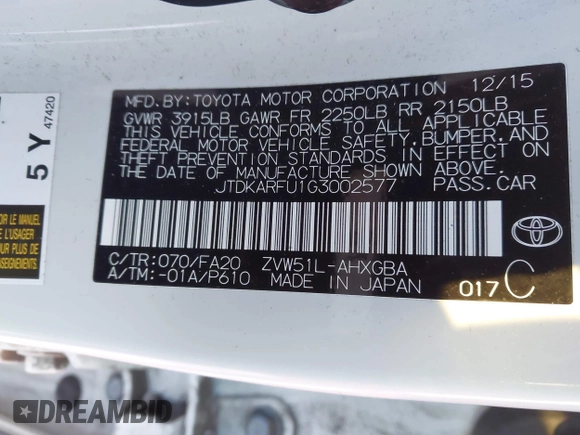 MFD.BY:TOYOTA MOTOR CORPORATION 12/15
GVWR 3915LB GAWR FR 2250LB RR 2150LB
THIS VEHICLE CONFORMS TO ALL APPLICABLE
FEDERAL MOTOR VEHICLE SAFETY,BUMPER,AND
THEFT PREVENTION STANDARDS IN EFFECT ON
THE DATE OF MANUFACTURE SHOWN ABOVE.
JTDKARFU1G3002577 PASS.CAR
C/TR:070/FA20 ZVW51L-AHXGBA
A/TM:-01A/P610 MADE IN JAPAN
017 C
5 Y 47420
LE MANUEL
DE L'USAGER
POUR PLUS DE
DREAMBID